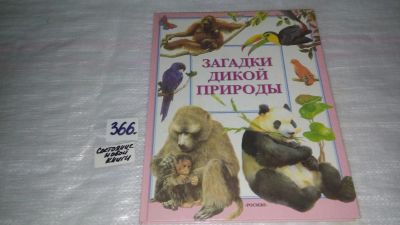 ЗАГАДКИ
ДИКОЙ
ПРИРОДЫ
•РОСМЭН•
366.
Состояние
новой
книги